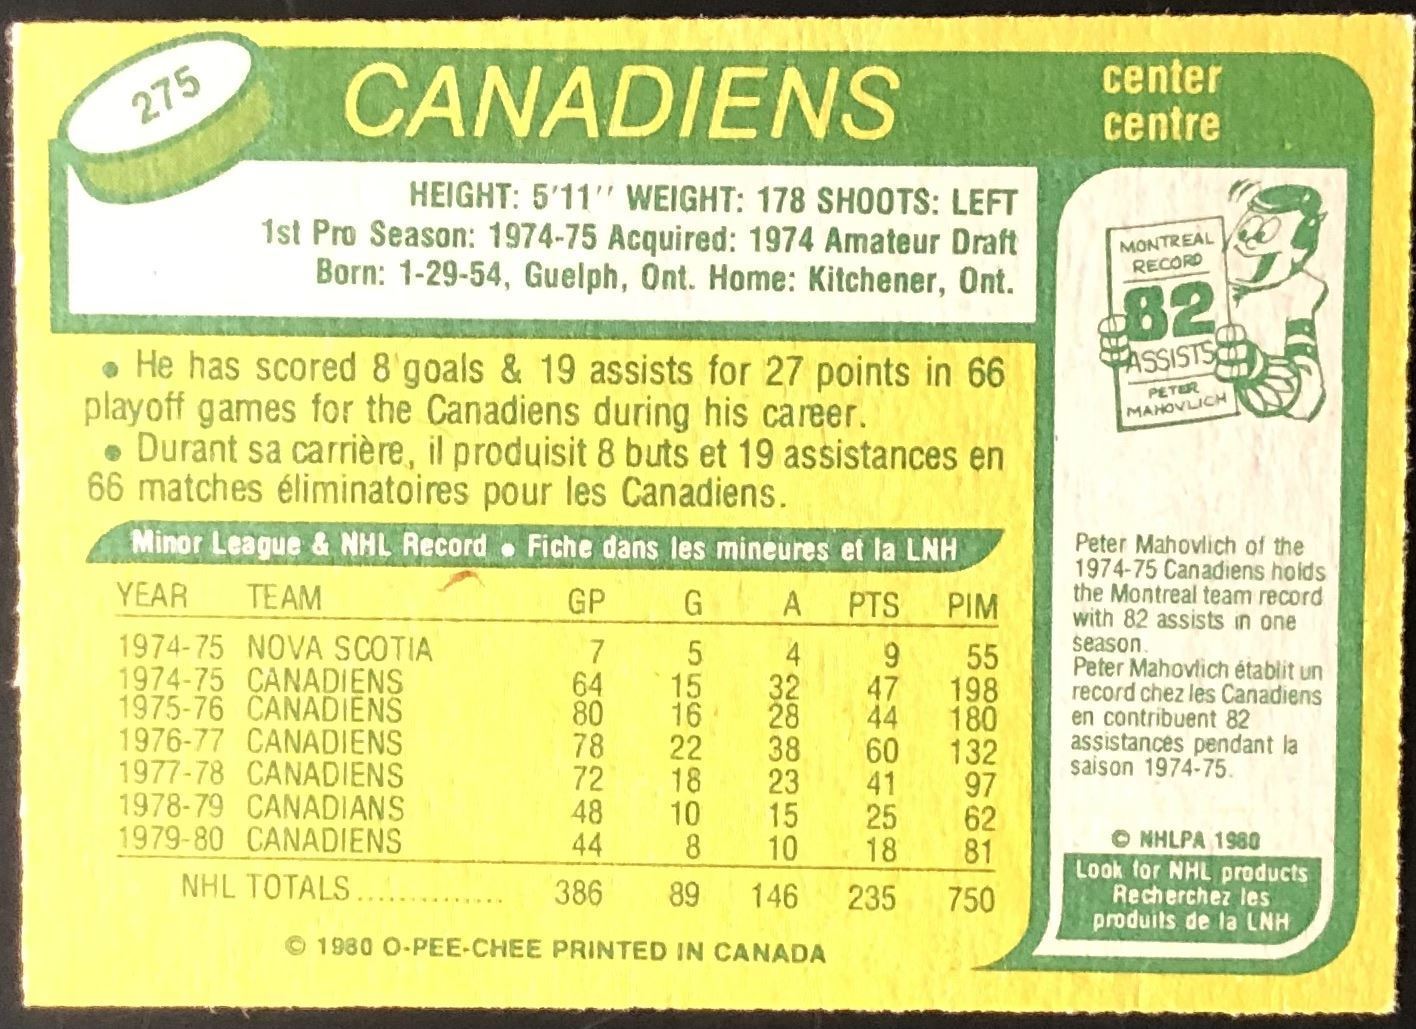 275
CANADIENS
center
centre
HEIGHT: 5'11'' WEIGHT: 178 SHOOTS: LEFT
1st Pro Season: 1974-75 Acquired: 1974 Amateur Draft
Born: 1-29-54, Guelph, Ont. Home: Kitchener, Ont.
• He has scored 8 goals & 19 assists for 27 points in 66
playoff games for the Canadiens during his career.
• Durant sa carrière, il produisit 8 buts et 19 assistances en
66 matches éliminatoires pour les Canadiens.
Minor League & NHL Record • Fiche dans les mineures et la LNH
YEAR TEAM GP G A PTS PIM
1974-75 NOVA SCOTIA 7 5 4 9 55
1974-75 CANADIENS 64 15 32 47 198
1975-76 CANADIENS 80 16 28 44 180
1976-77 CANADIENS 78 22 38 60 132
1977-78 CANADIENS 72 18 23 41 97
1978-79 CANADIANS 48 10 15 25 62
1979-80 CANADIENS 44 8 10 18 81
NHL TOTALS.............. 386 89 146 235 750
© 1980 O-PEE-CHEE PRINTED IN CANADA
MONTREAL
RECORD
82
ASSISTS
PETER
MAHOVLICH
Peter Mahovlich of the
1974-75 Canadiens holds
the Montreal team record
with 82 assists in one
season.
Peter Mahovlich établit un
record chez les Canadiens
en contribuent 82
assistances pendant la
saison 1974-75.
© NHLPA 1980
Look for NHL products
Recherchez les
produits de la LNH